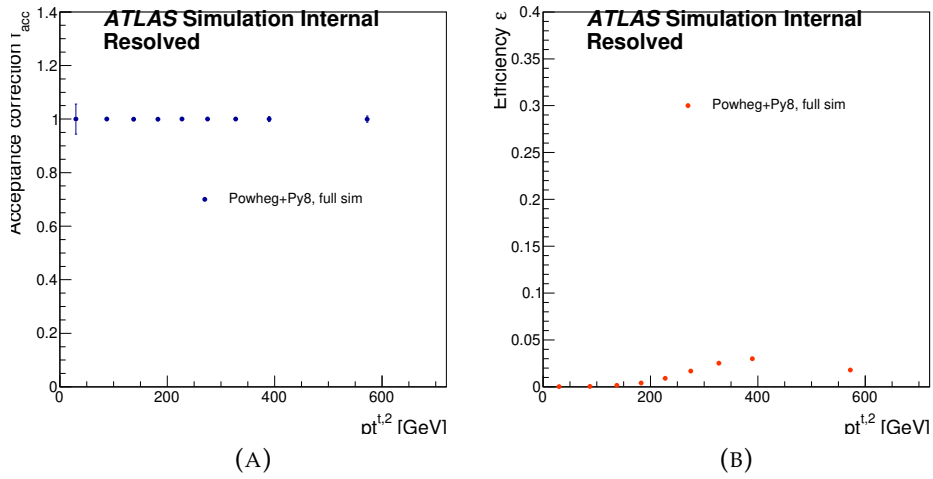 ATLAS Simulation Internal
Resolved
Acceptance correction f_acc
1.4
1.2
1
0.8
0.6
0.4
0.2
0
Powheg+Py8, full sim
0 200 400 600
pt^t,2 [GeV]
(A)
ATLAS Simulation Internal
Resolved
Efficiency ε
0.4
0.35
0.3
0.25
0.2
0.15
0.1
0.05
0
Powheg+Py8, full sim
0 200 400 600
pt^t,2 [GeV]
(B)